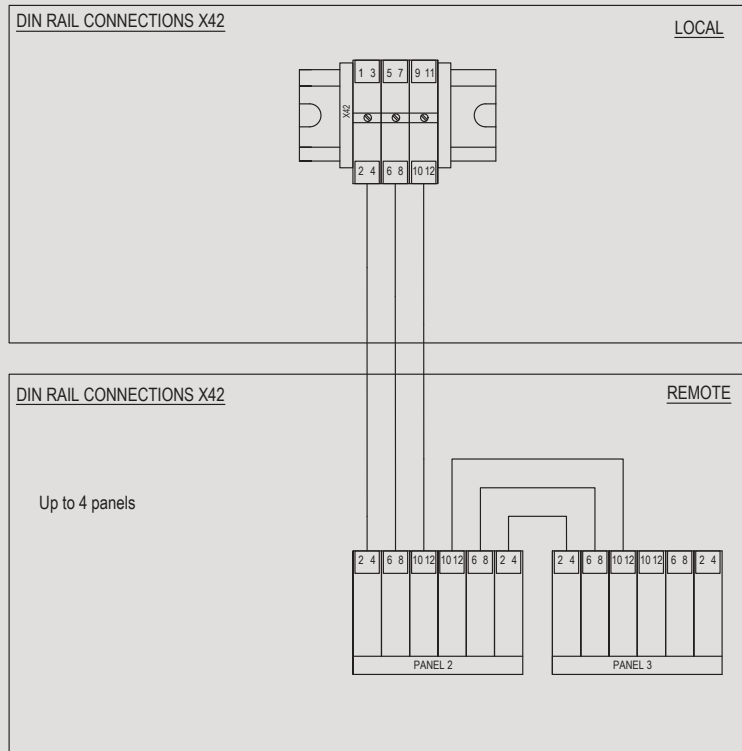 DIN RAIL CONNECTIONS X42
LOCAL
1 3 5 7 9 11
X42
2 4 6 8 10 12
DIN RAIL CONNECTIONS X42
REMOTE
Up to 4 panels
2 4 6 8 10 12 10 12 6 8 2 4
2 4 6 8 10 12 10 12 6 8 2 4
PANEL 2
PANEL 3